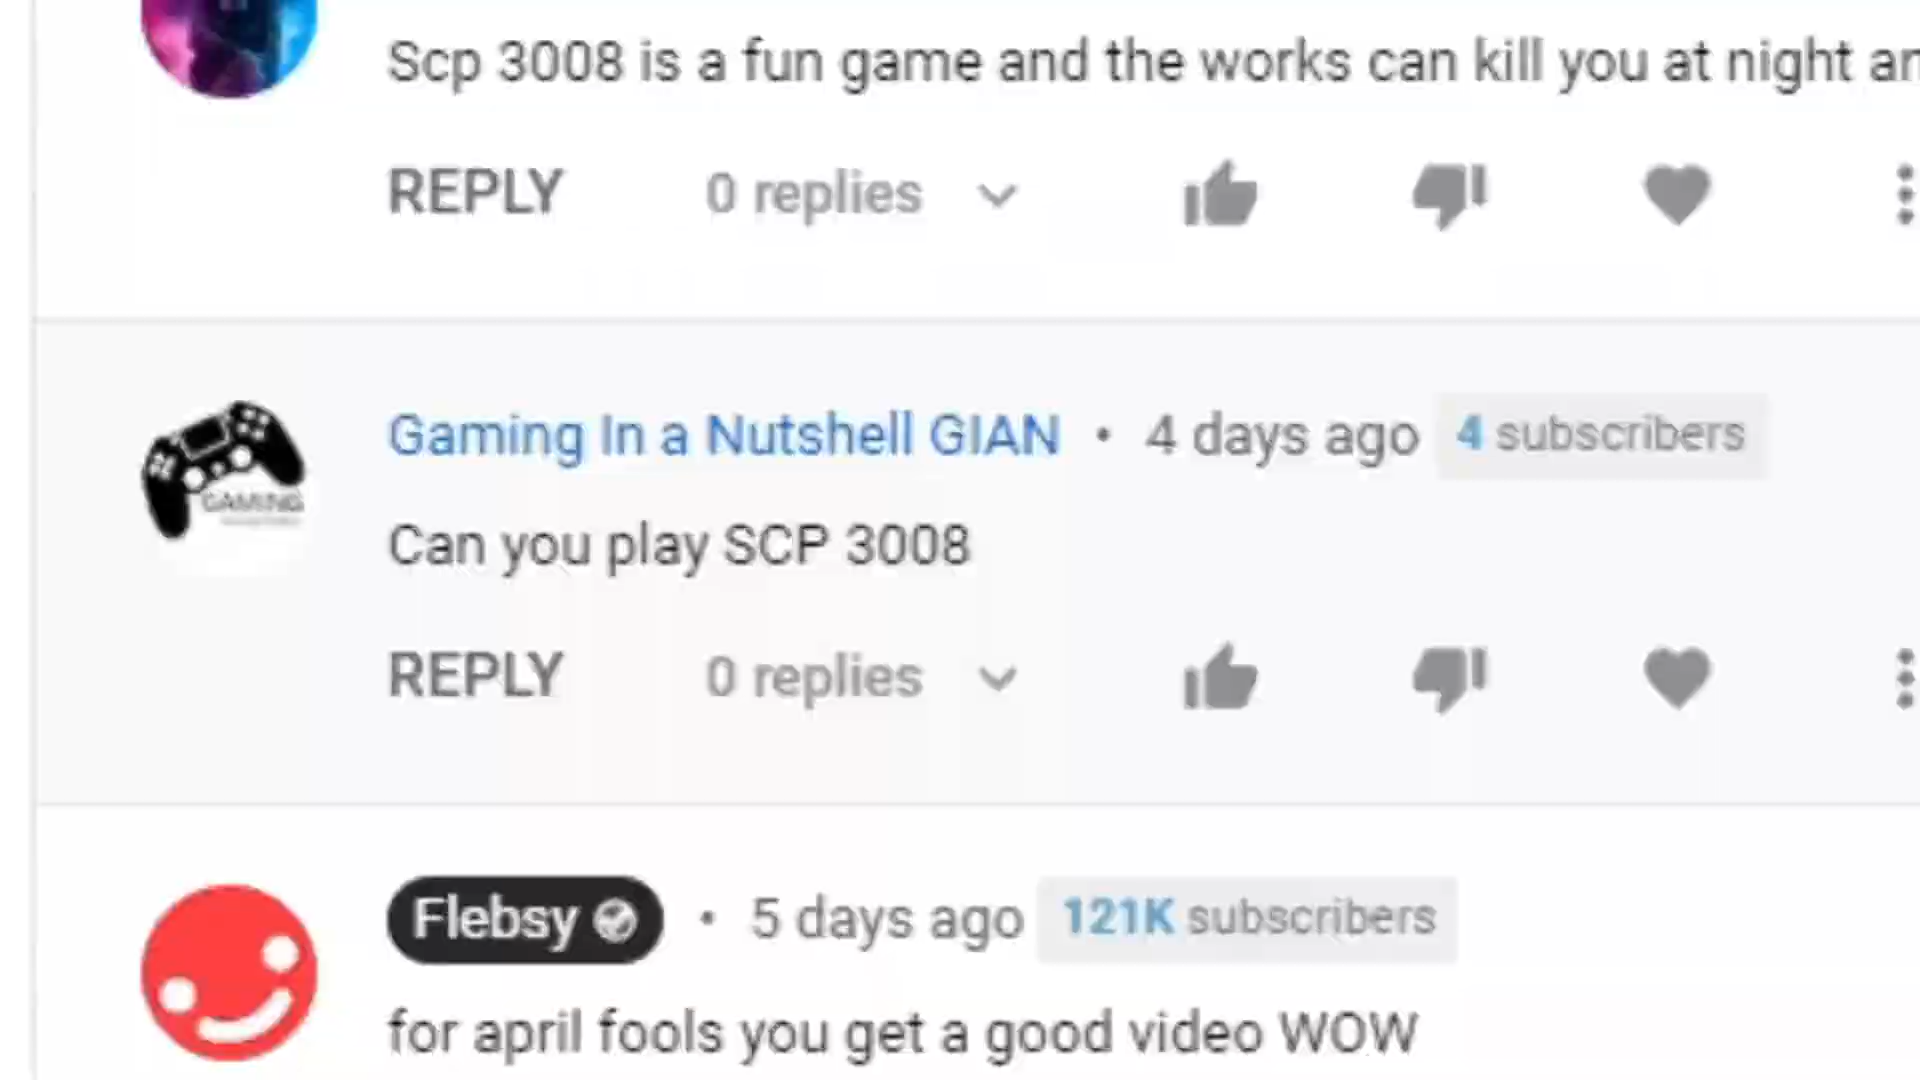 Scp 3008 is a fun game and the works can kill you at night
REPLY 0 replies
Gaming In a Nutshell GIAN • 4 days ago 4 subscribers
GAMING
Can you play SCP 3008
REPLY 0 replies
Flebsy • 5 days ago 121K subscribers
for april fools you get a good video WOW